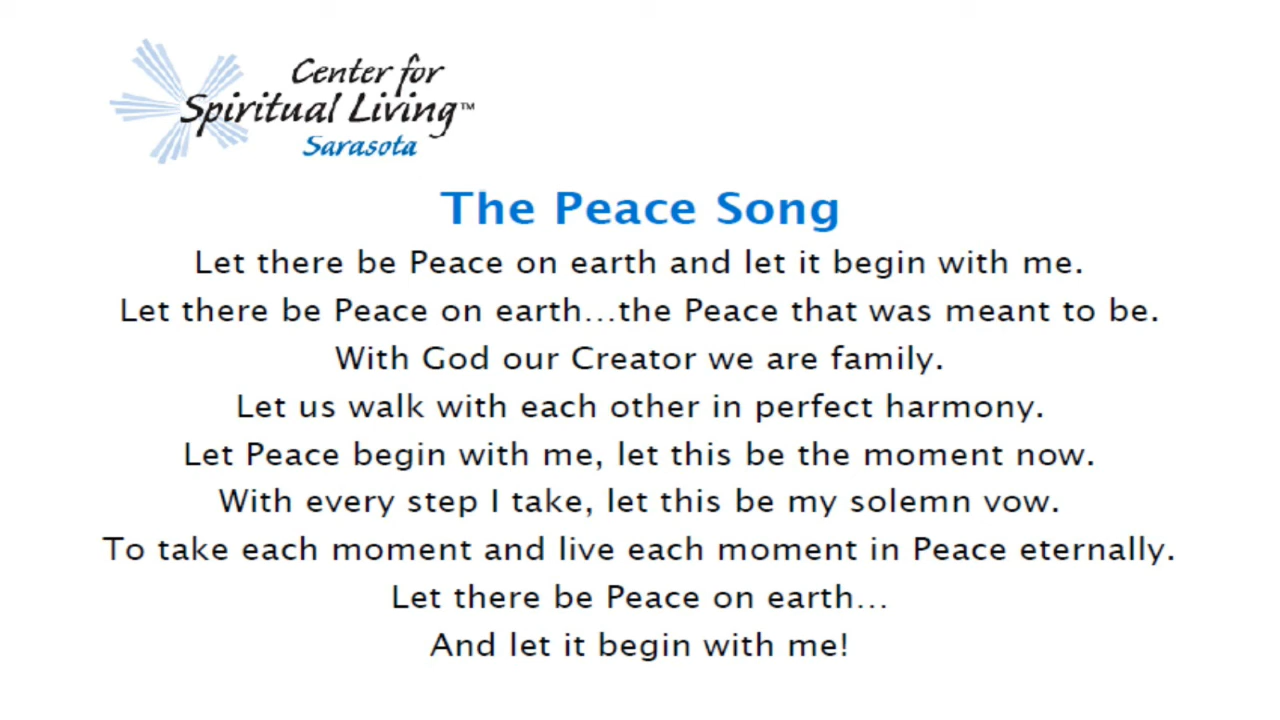 Center for
Spiritual Living™
Sarasota
The Peace Song
Let there be Peace on earth and let it begin with me.
Let there be Peace on earth...the Peace that was meant to be.
With God our Creator we are family.
Let us walk with each other in perfect harmony.
Let Peace begin with me, let this be the moment now.
With every step I take, let this be my solemn vow.
To take each moment and live each moment in Peace eternally.
Let there be Peace on earth...
And let it begin with me!